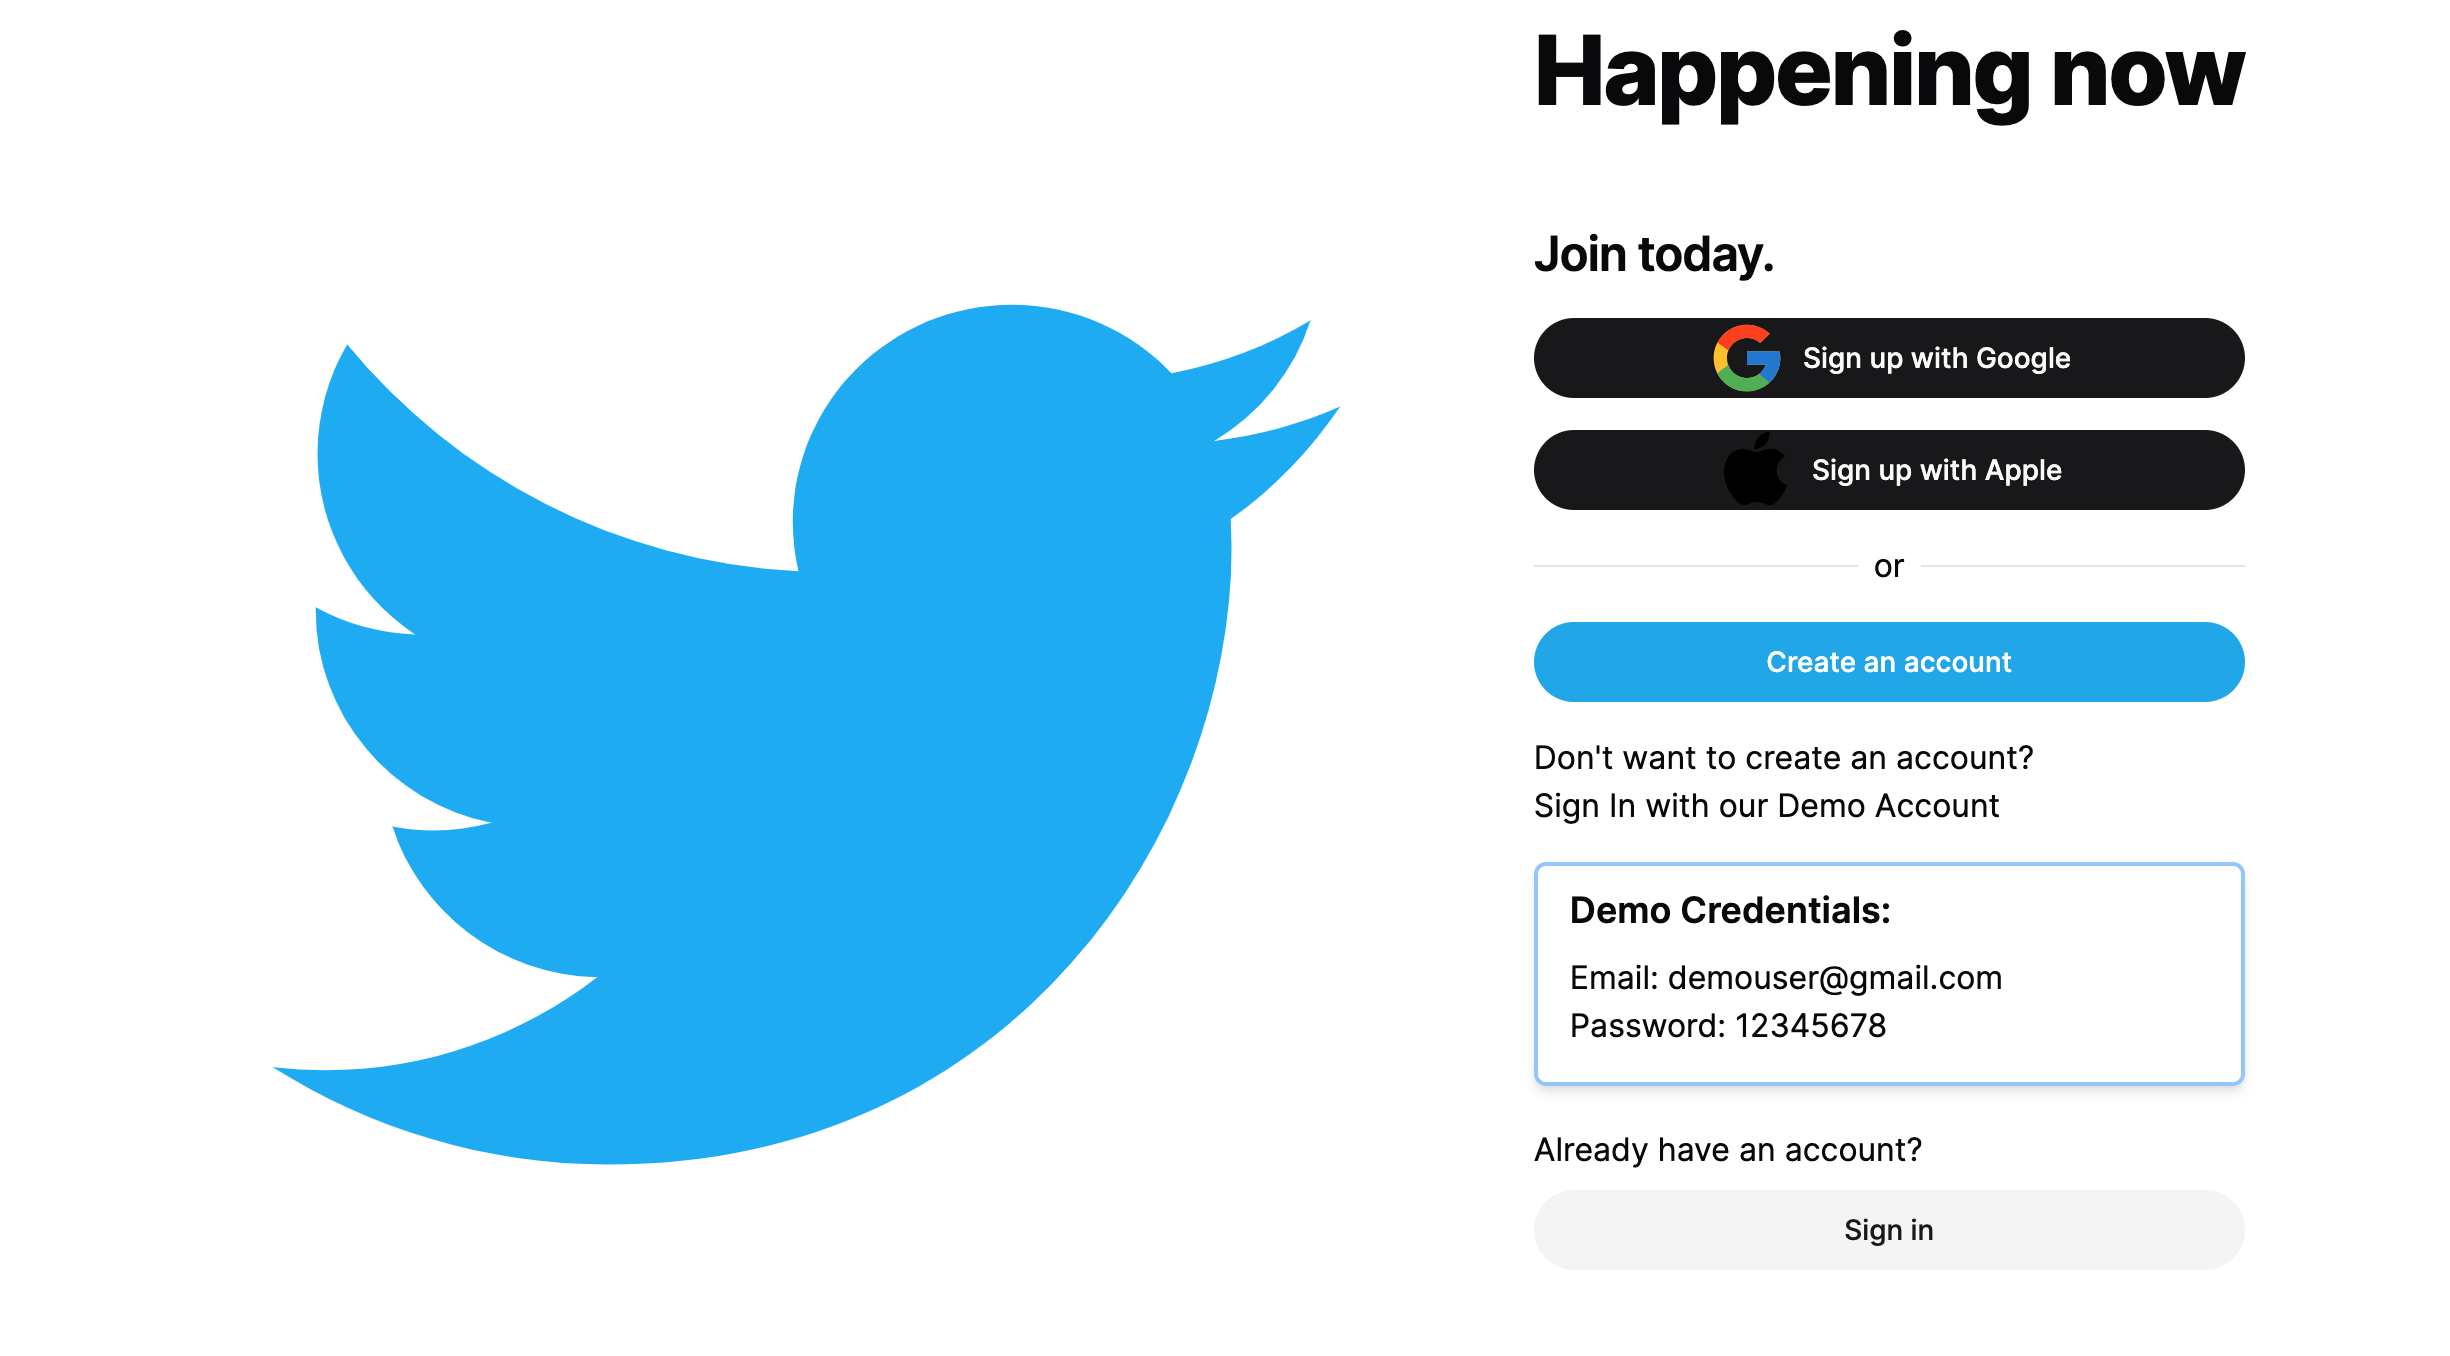 Happening now
Join today.
Sign up with Google
Sign up with Apple
or
Create an account
Don't want to create an account?
Sign In with our Demo Account
Demo Credentials:
Email: demouser@gmail.com
Password: 12345678
Already have an account?
Sign in